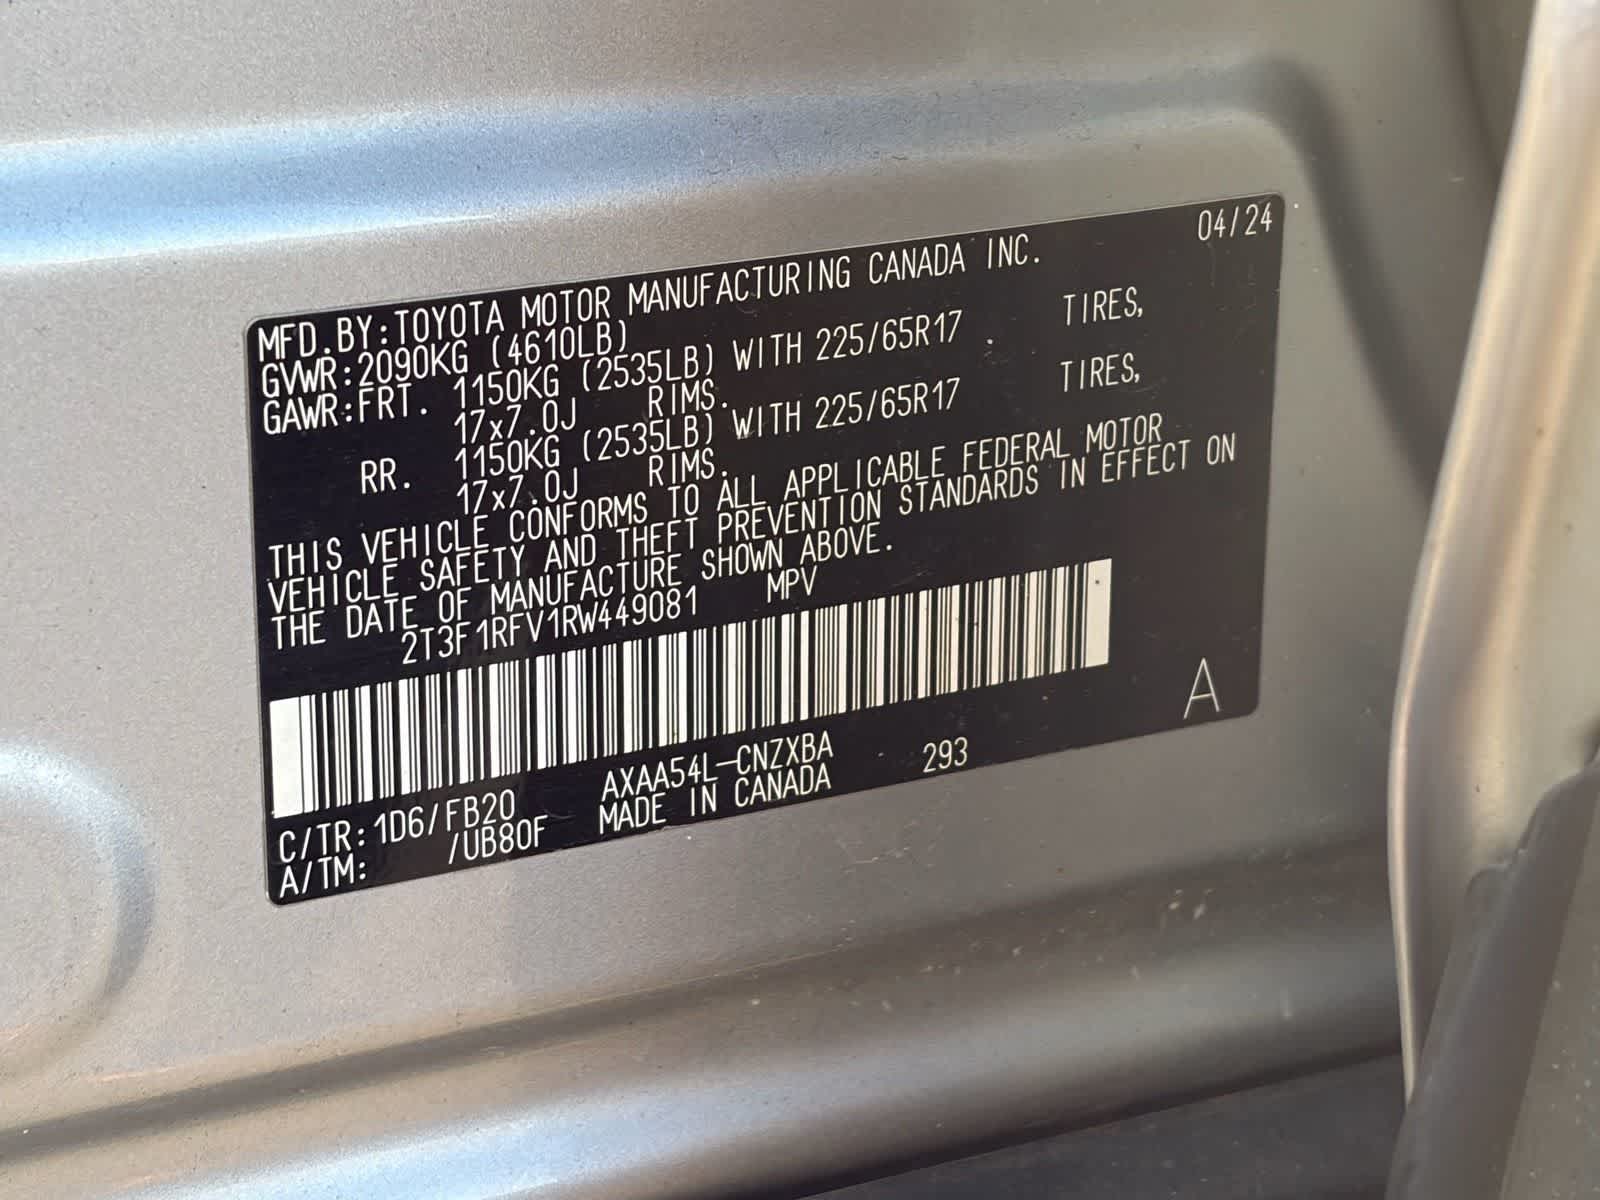 04/24
MFD.BY:TOYOTA MOTOR MANUFACTURING CANADA INC.
GVWR:2090KG (4610LB)
GAWR:FRT. 1150KG (2535LB) WITH 225/65R17 TIRES,
17x7.0J RIMS.
RR. 1150KG (2535LB) WITH 225/65R17 TIRES,
17x7.0J RIMS.
THIS VEHICLE CONFORMS TO ALL APPLICABLE FEDERAL MOTOR
VEHICLE SAFETY AND THEFT PREVENTION STANDARDS IN EFFECT ON
THE DATE OF MANUFACTURE SHOWN ABOVE.
2T3F1RFV1RW449081 MPV
A
AXAA54L-CNZXBA 293
C/TR:1D6/FB20 MADE IN CANADA
A/TM: /UB80F